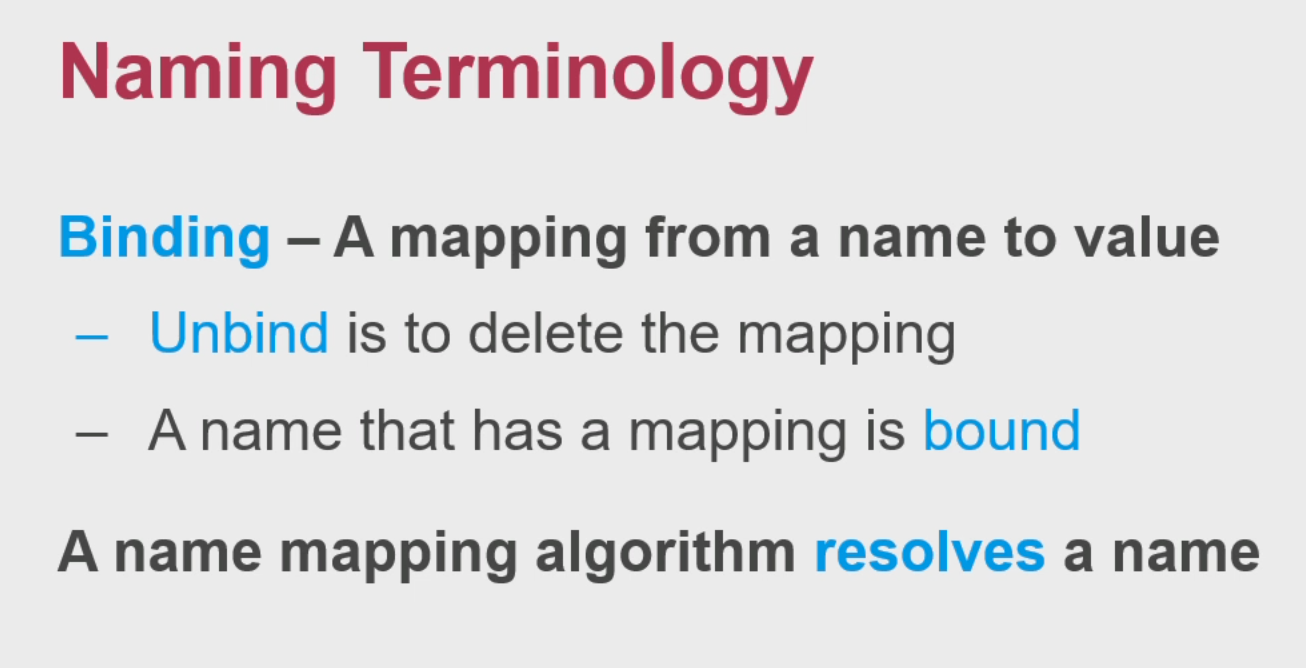 Naming Terminology
Binding – A mapping from a name to value
– Unbind is to delete the mapping
– A name that has a mapping is bound
A name mapping algorithm resolves a name